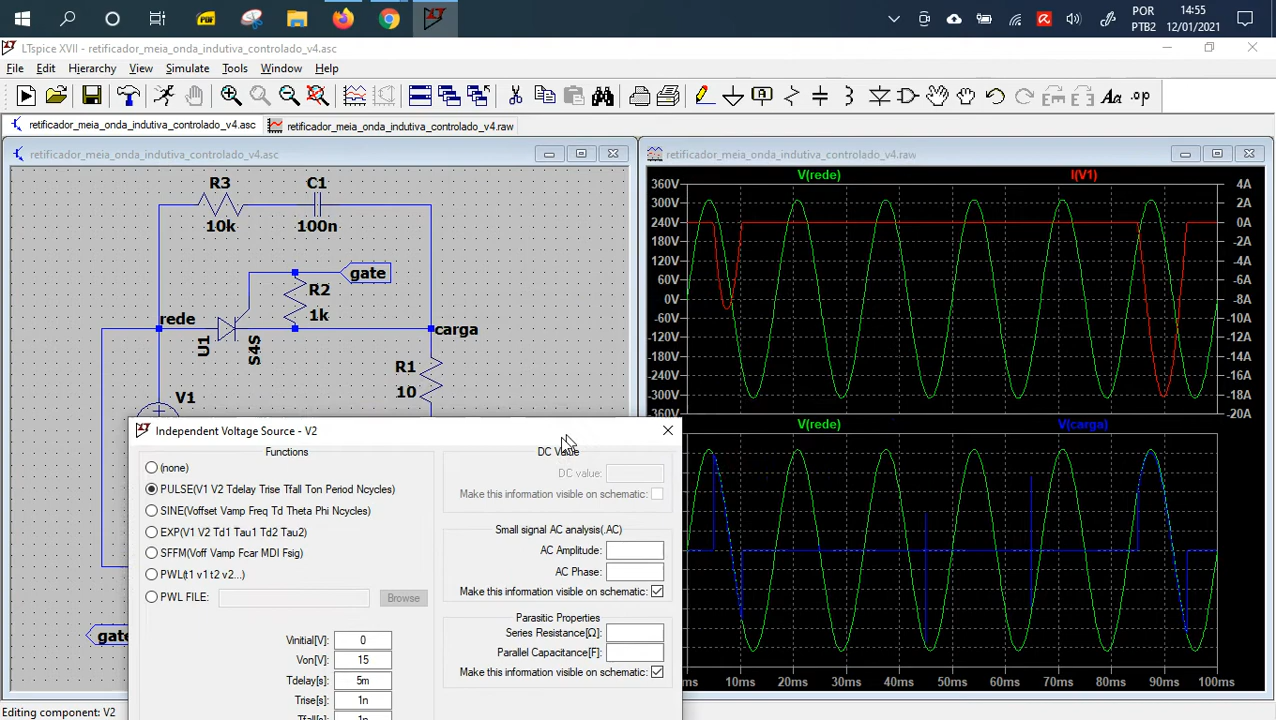 POR
14:55
PTB2
12/01/2021
LTspice XVII - retificador_meia_onda_indutiva_controlado_v4.asc
File Edit Hierarchy View Simulate Tools Window Help
retificador_meia_onda_indutiva_controlado_v4.asc
retificador_meia_onda_indutiva_controlado_v4.raw
retificador_meia_onda_indutiva_controlado_v4.asc
R3
10k
C1
100n
gate
R2
1k
rede
carga
U1
S4S
R1
10
V1
gate
retificador_meia_onda_indutiva_controlado_v4.raw
V(rede) I(V1)
360V 4A
300V 2A
240V 0A
180V -2A
120V -4A
60V -6A
0V -8A
-60V -10A
-120V -12A
-180V -14A
-240V -16A
-300V -18A
-360V -20A
V(rede) V(carga)
ms 10ms 20ms 30ms 40ms 50ms 60ms 70ms 80ms 90ms 100ms
Independent Voltage Source - V2
Functions
(none)
PULSE(V1 V2 Tdelay Trise Tfall Ton Period Ncycles)
SINE(Voffset Vamp Freq Td Theta Phi Ncycles)
EXP(V1 V2 Td1 Tau1 Td2 Tau2)
SFFM(Voff Vamp Fcar MDI Fsig)
PWL(t1 v1 t2 v2...)
PWL FILE: Browse
Vinitial[V]: 0
Von[V]: 15
Tdelay[s]: 5m
Trise[s]: 1n
Tfall[s]: 1n
DC Value
DC value:
Make this information visible on schematic:
Small signal AC analysis(.AC)
AC Amplitude:
AC Phase:
Make this information visible on schematic:
Parasitic Properties
Series Resistance[Ω]:
Parallel Capacitance[F]:
Make this information visible on schematic:
Editing component: V2